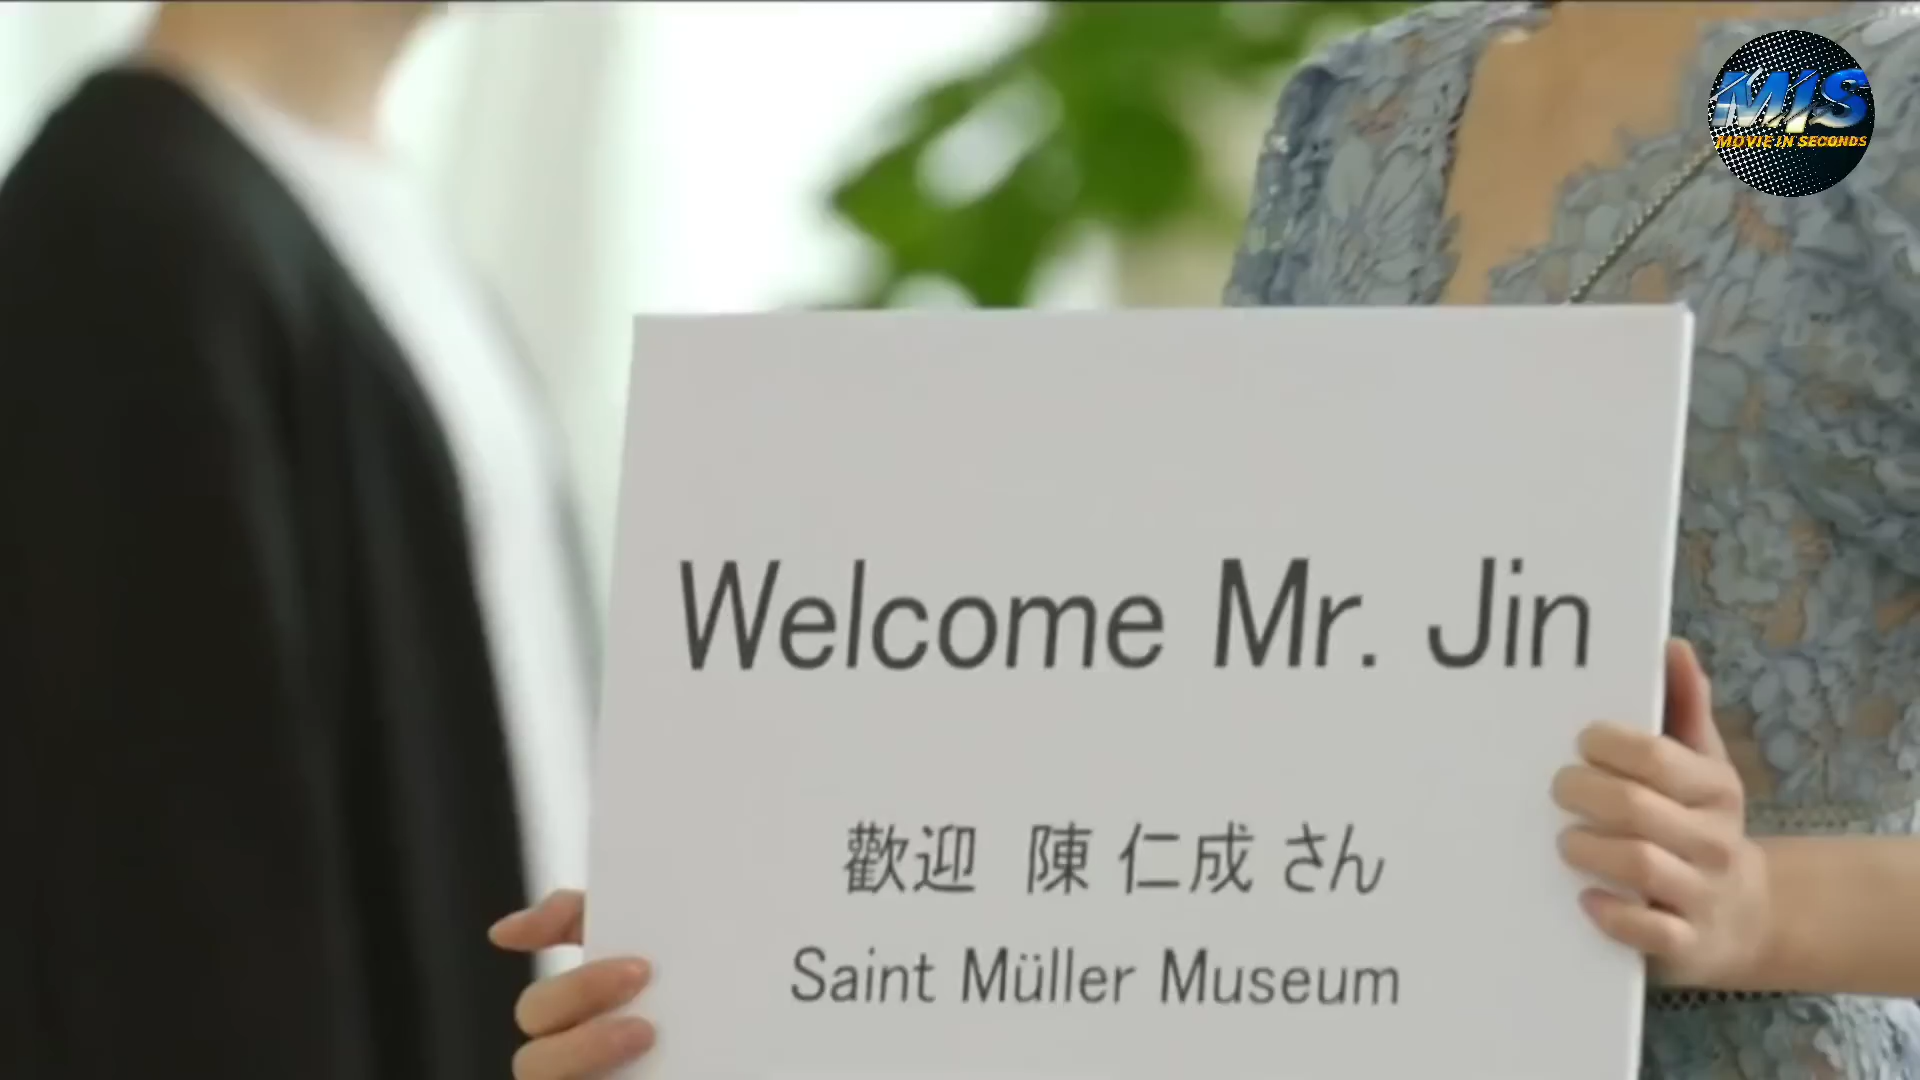 MIS
MOVIE IN SECONDS
Welcome Mr. Jin
歡迎 陳 仁成 さん
Saint Müller Museum